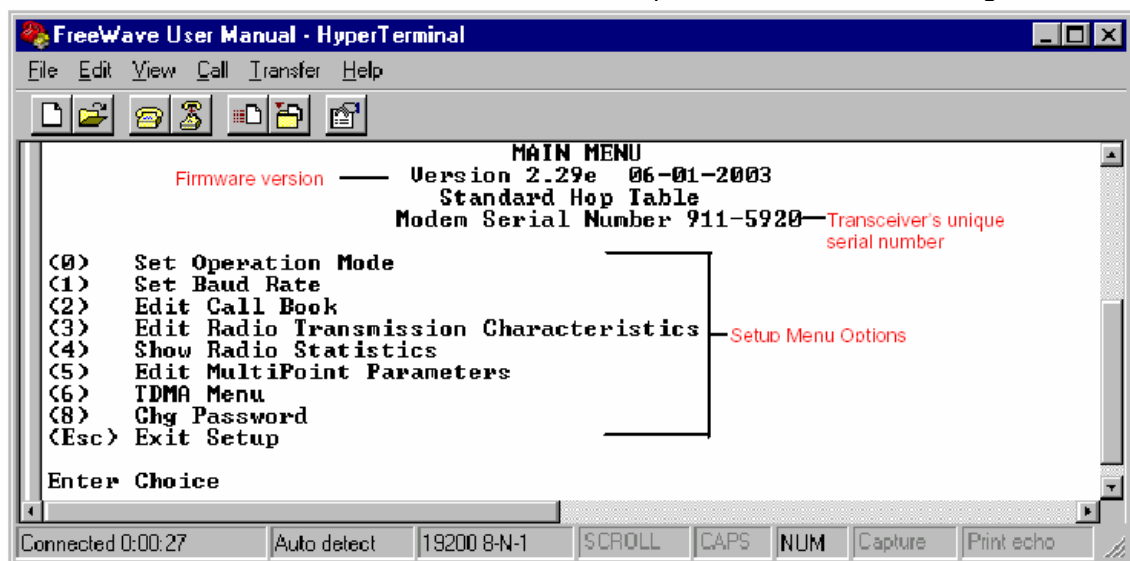 FreeWave User Manual - HyperTerminal
File Edit View Call Transfer Help
MAIN MENU
Firmware version Version 2.29e 06-01-2003
Standard Hop Table
Modem Serial Number 911-5920 Transceiver's unique
serial number
(0) Set Operation Mode
(1) Set Baud Rate
(2) Edit Call Book
(3) Edit Radio Transmission Characteristics
(4) Show Radio Statistics Setup Menu Options
(5) Edit MultiPoint Parameters
(6) TDMA Menu
(8) Chg Password
(Esc) Exit Setup
Enter Choice
Connected 0:00:27 Auto detect 19200 8-N-1 SCROLL CAPS NUM Capture Print echo